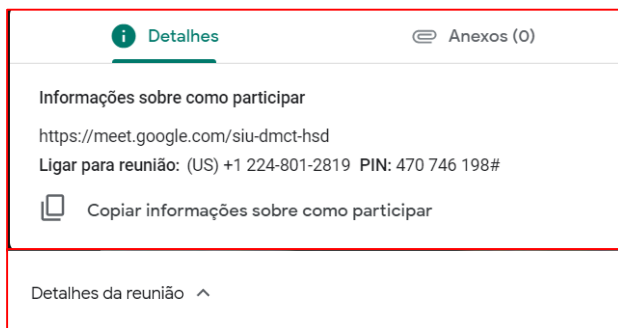 Detalhes
Anexos (0)
Informações sobre como participar
https://meet.google.com/siu-dmct-hsd
Ligar para reunião: (US) +1 224-801-2819 PIN: 470 746 198#
Copiar informações sobre como participar
Detalhes da reunião